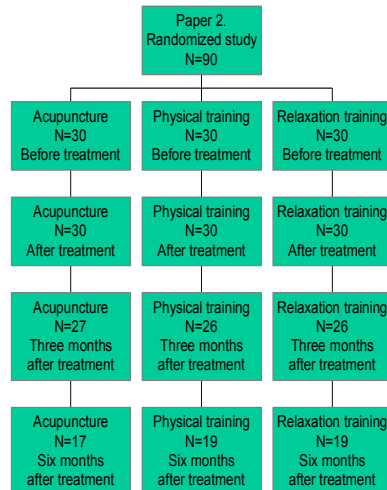 Paper 2.
Randomized study
N=90
Acupuncture
N=30
Before treatment
Physical training
N=30
Before treatment
Relaxation training
N=30
Before treatment
Acupuncture
N=30
After treatment
Physical training
N=30
After treatment
Relaxation training
N=30
After treatment
Acupuncture
N=27
Three months
after treatment
Physical training
N=26
Three months
after treatment
Relaxation training
N=26
Three months
after treatment
Acupuncture
N=17
Six months
after treatment
Physical training
N=19
Six months
after treatment
Relaxation training
N=19
Six months
after treatment